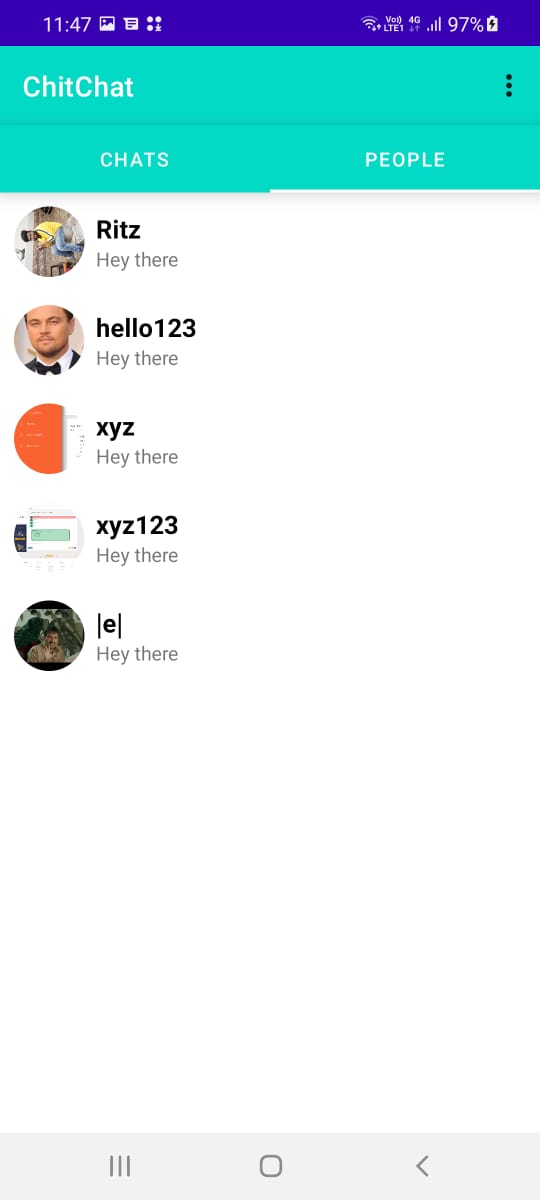 11:47 Vo)) LTE1 4G 97%
ChitChat
CHATS PEOPLE
Ritz
Hey there
hello123
Hey there
xyz
Hey there
xyz123
Hey there
|e|
Hey there